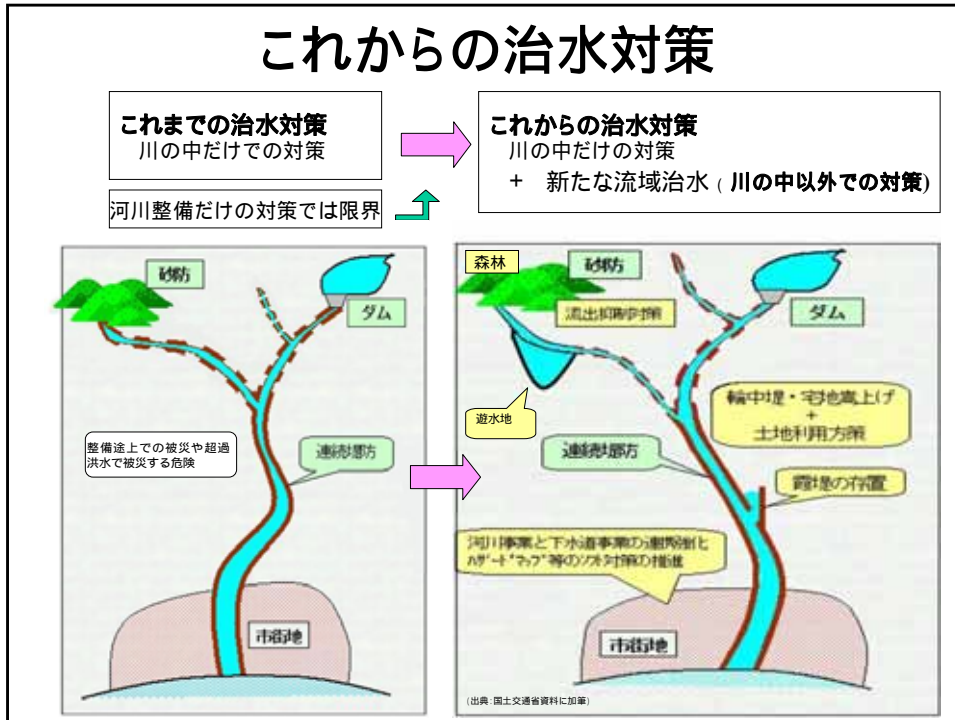 これからの治水対策
これまでの治水対策
川の中だけでの対策
これからの治水対策
川の中だけの対策
+ 新たな流域治水 ( 川の中以外での対策)
河川整備だけの対策では限界
砂防
ダム
整備途上での被災や超過
洪水で被災する危険
連続堤防
市街地
森林
砂防
流出抑制対策
ダム
遊水地
輪中堤・宅地嵩上げ
+
土地利用方策
連続堤防
霞堤の存置
河川事業と下水道事業の連携強化
ハザードマップ等のソフト対策の推進
市街地
(出典:国土交通省資料に加筆)